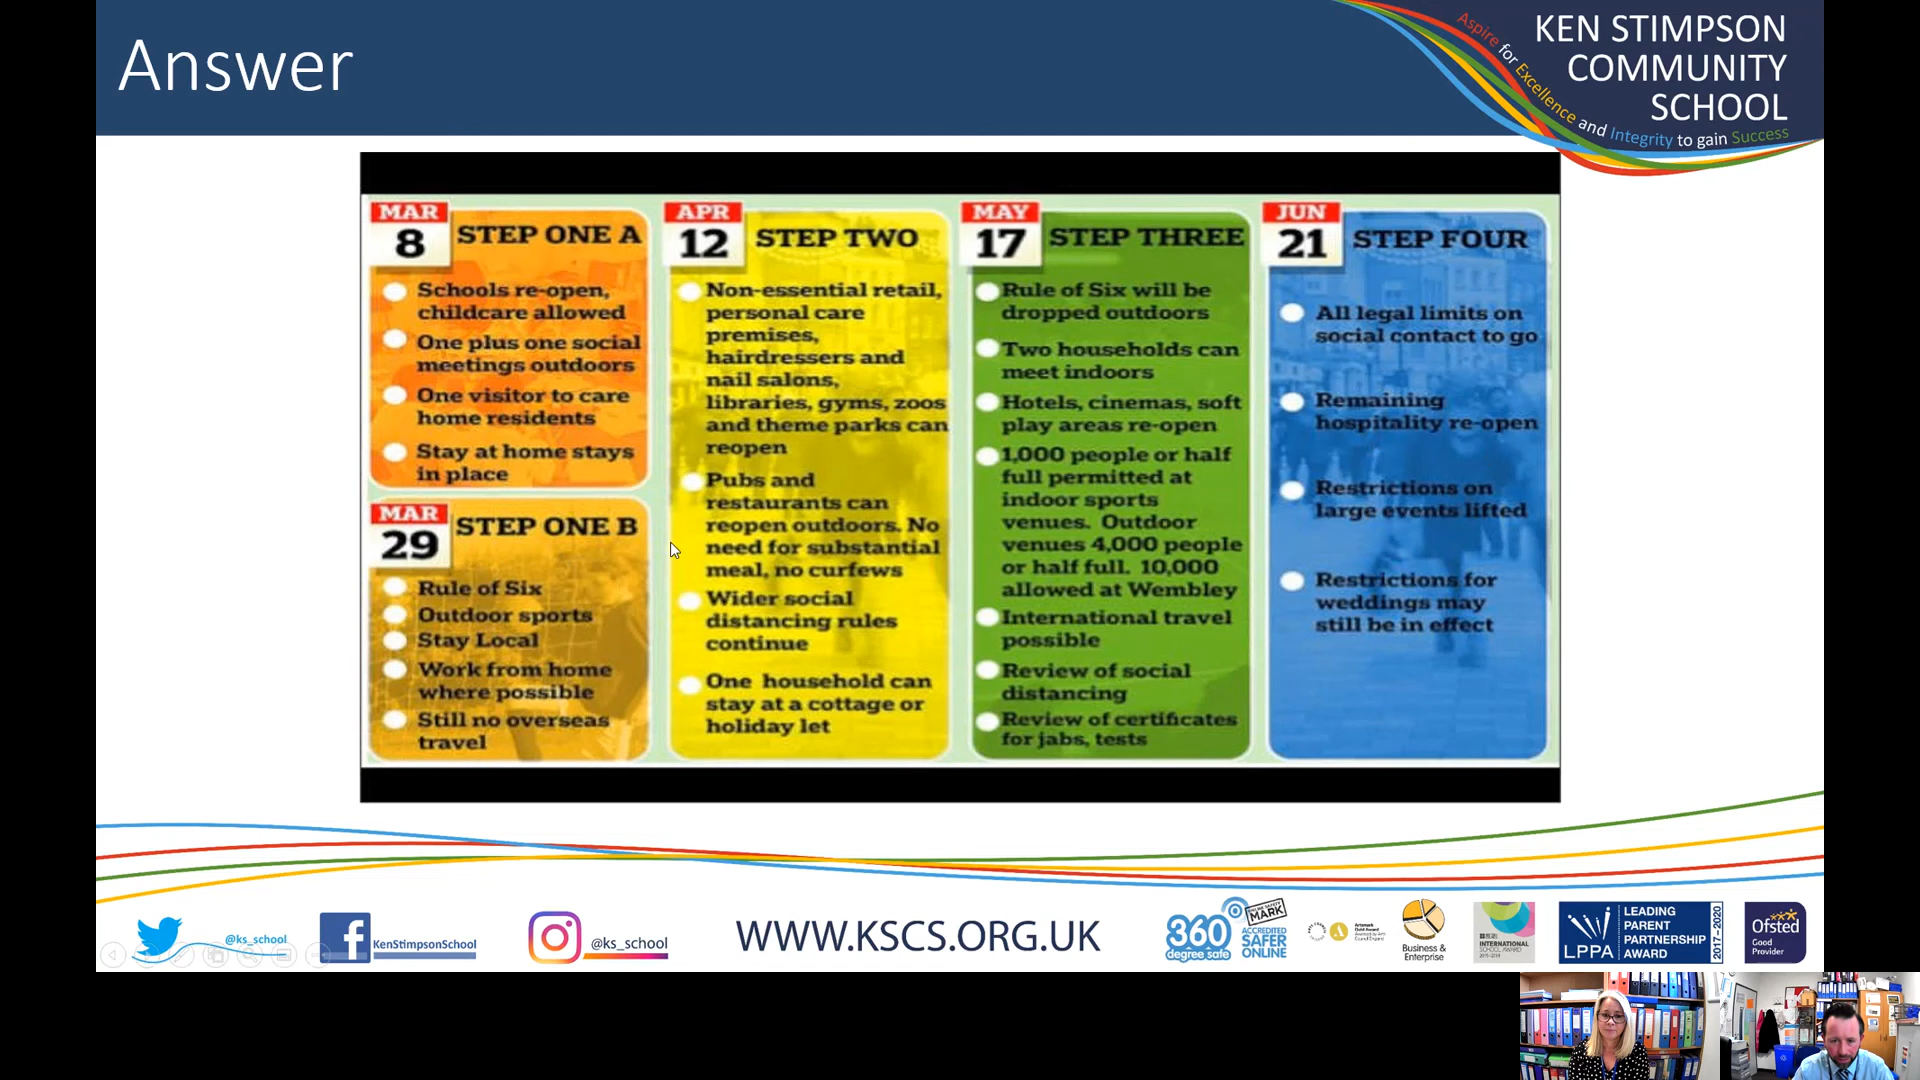 Answer
KEN STIMPSON
COMMUNITY
SCHOOL
Aspire for Excellence and Integrity to gain Success
MAR
8
STEP ONE A
Schools re-open,
childcare allowed
One plus one social
meetings outdoors
One visitor to care
home residents
Stay at home stays
in place
MAR
29
STEP ONE B
Rule of Six
Outdoor sports
Stay Local
Work from home
where possible
Still no overseas
travel
APR
12
STEP TWO
Non-essential retail,
personal care
premises,
hairdressers and
nail salons,
libraries, gyms, zoos
and theme parks can
reopen
Pubs and
restaurants can
reopen outdoors. No
need for substantial
meal, no curfews
Wider social
distancing rules
continue
One household can
stay at a cottage or
holiday let
MAY
17
STEP THREE
Rule of Six will be
dropped outdoors
Two households can
meet indoors
Hotels, cinemas, soft
play areas re-open
1,000 people or half
full permitted at
indoor sports
venues. Outdoor
venues 4,000 people
or half full. 10,000
allowed at Wembley
International travel
possible
Review of social
distancing
Review of certificates
for jabs, tests
JUN
21
STEP FOUR
All legal limits on
social contact to go
Remaining
hospitality re-open
Restrictions on
large events lifted
Restrictions for
weddings may
still be in effect
@ks_school
KenStimpsonSchool
@ks_school
WWW.KSCS.ORG.UK
360
degree safe
ONLINE SAFETY
MARK
ACCREDITED
SAFER
ONLINE
Business &
Enterprise
INTERNATIONAL
SCHOOL AWARD
LPPA
LEADING
PARENT
PARTNERSHIP
AWARD
2017-2020
Ofsted
Good
Provider